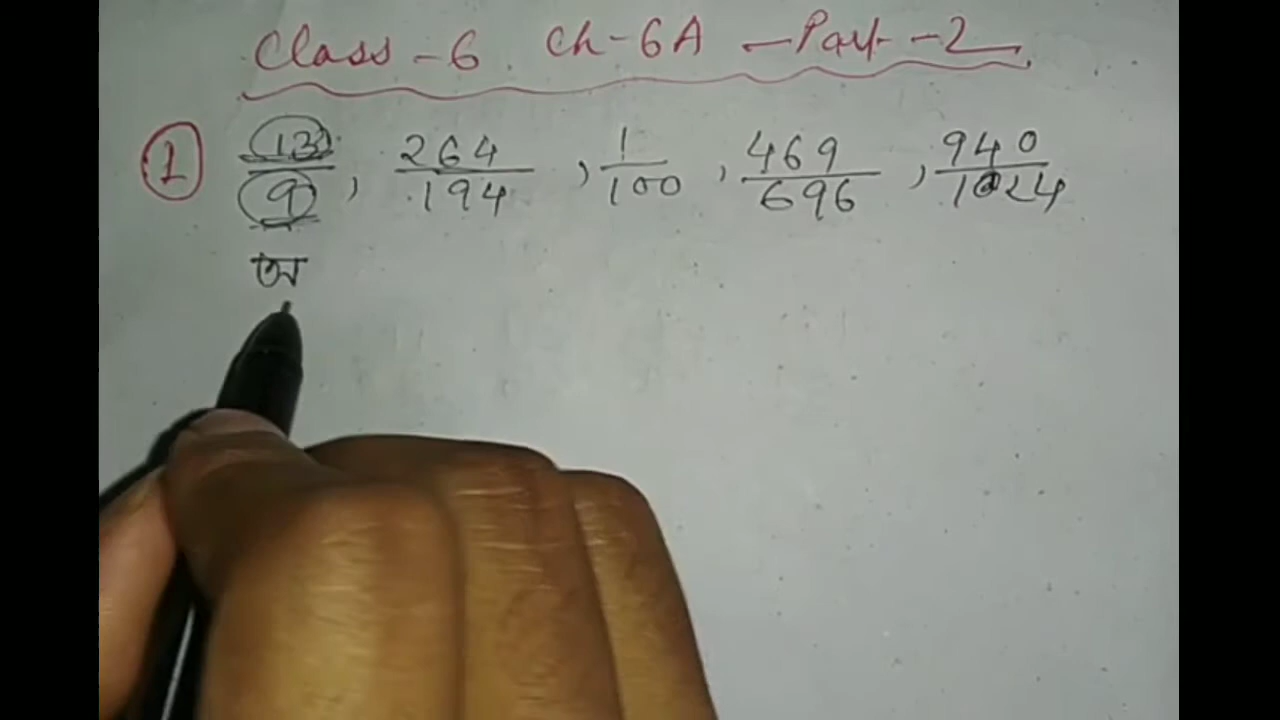 Class - 6 Ch - 6A - Part - 2
① 13/9, 264/194, 1/100, 469/696, 940/1024
অ